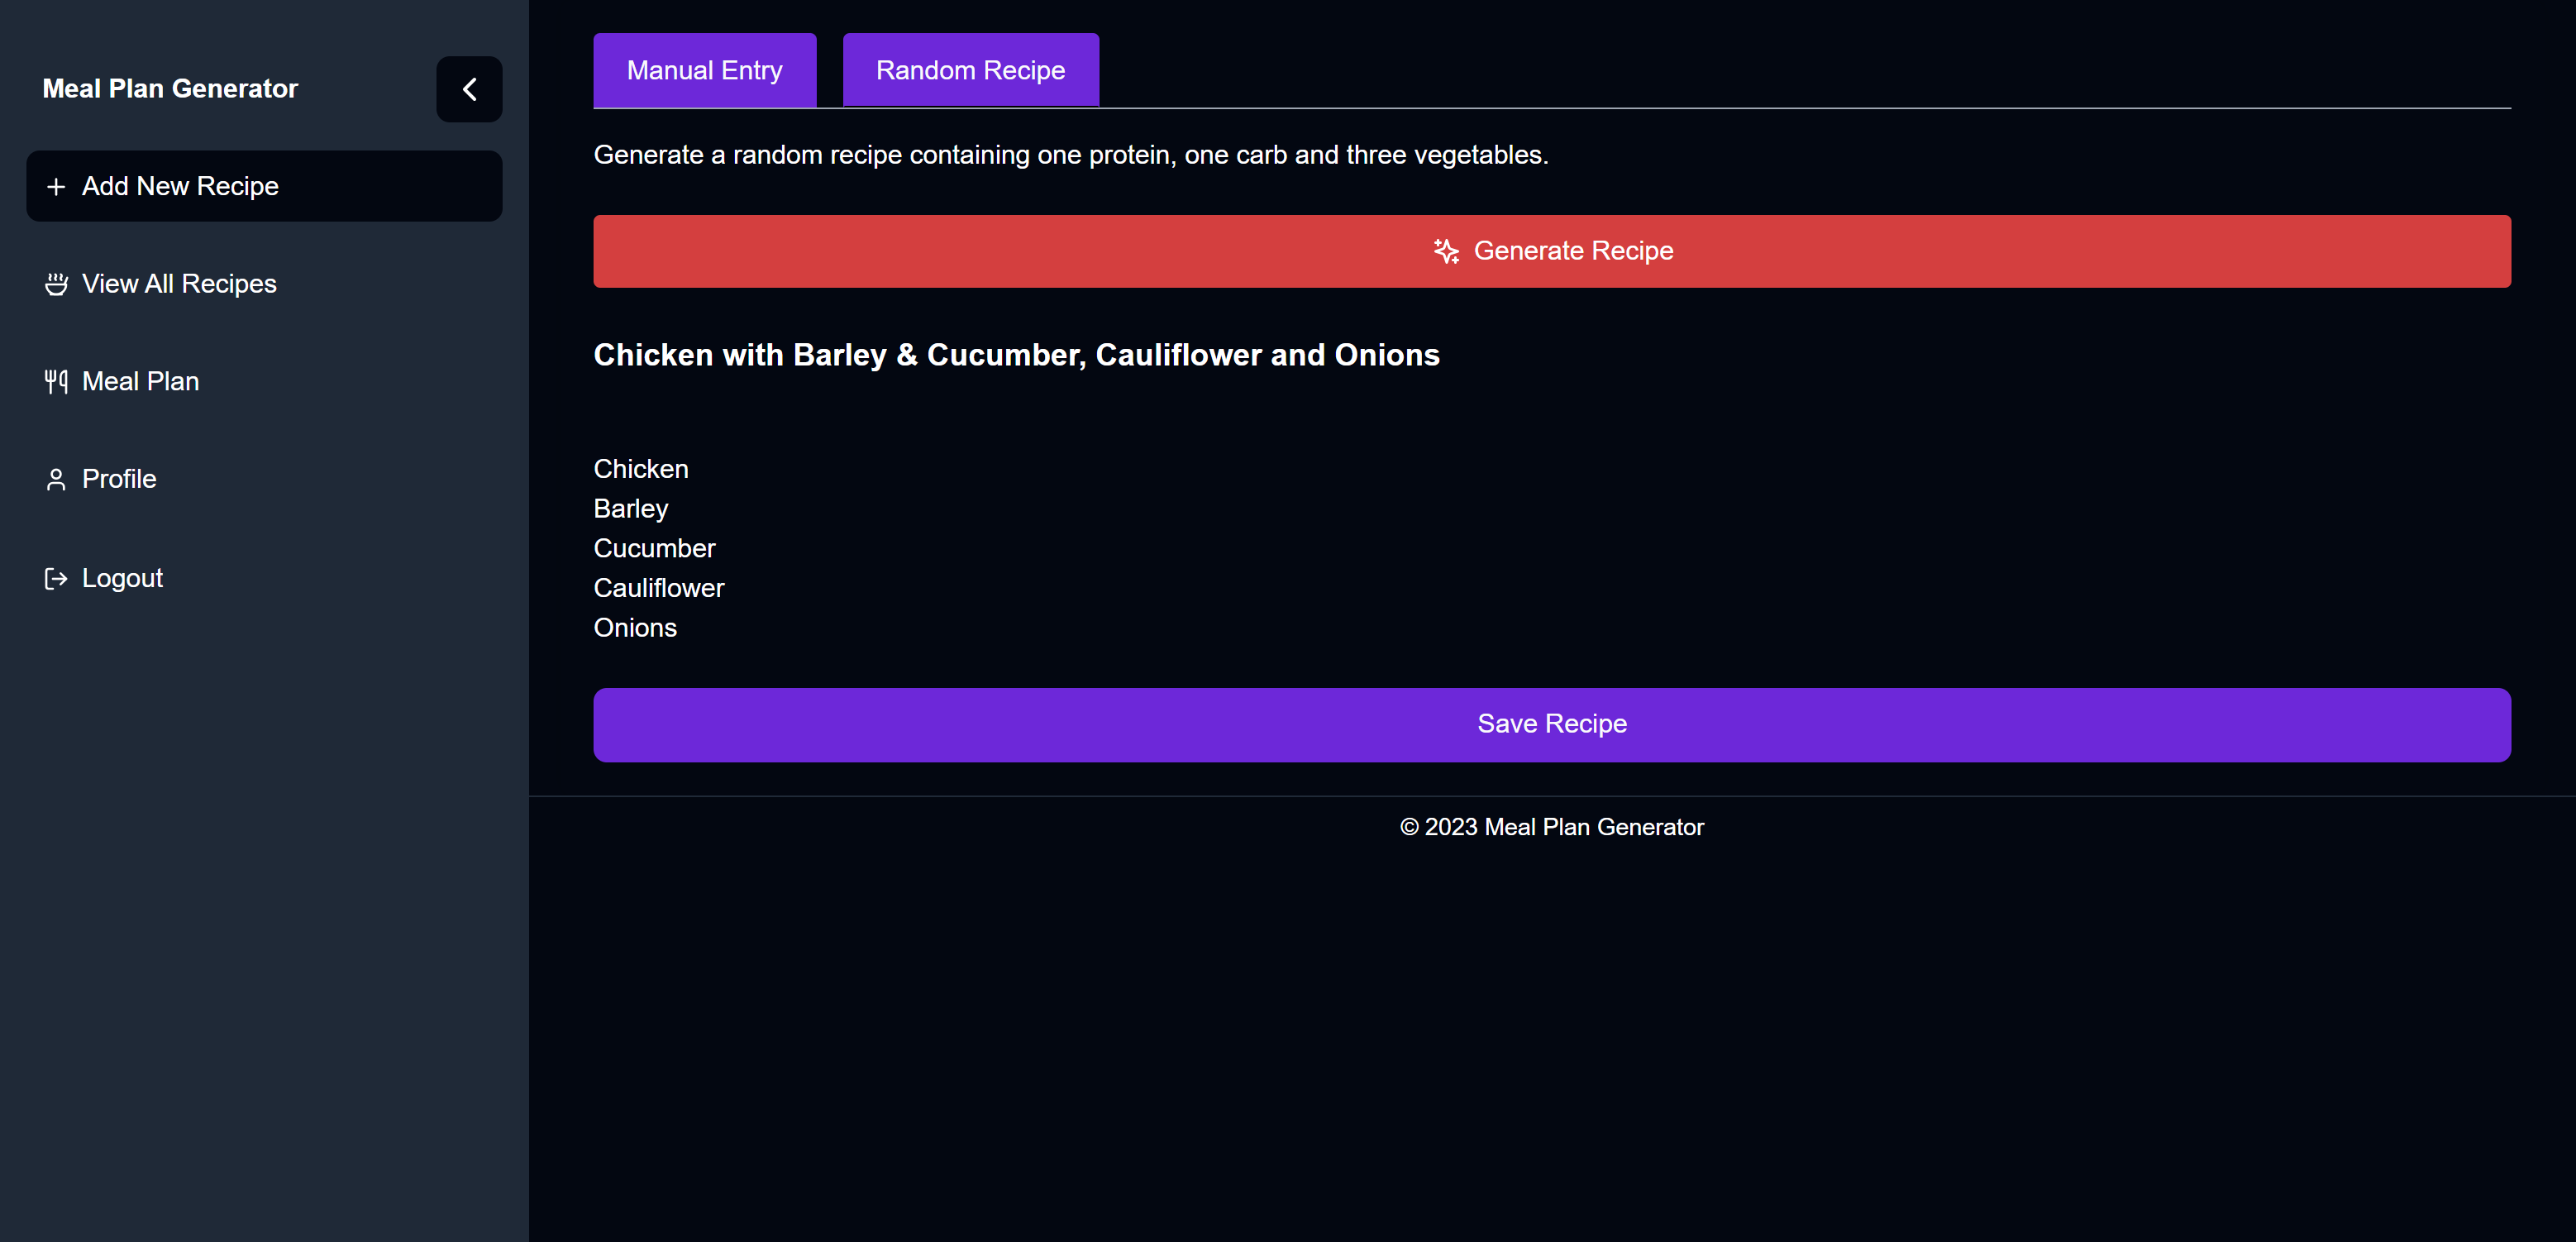 Meal Plan Generator
Add New Recipe
View All Recipes
Meal Plan
Profile
Logout
Manual Entry
Random Recipe
Generate a random recipe containing one protein, one carb and three vegetables.
Generate Recipe
Chicken with Barley & Cucumber, Cauliflower and Onions
Chicken
Barley
Cucumber
Cauliflower
Onions
Save Recipe
© 2023 Meal Plan Generator